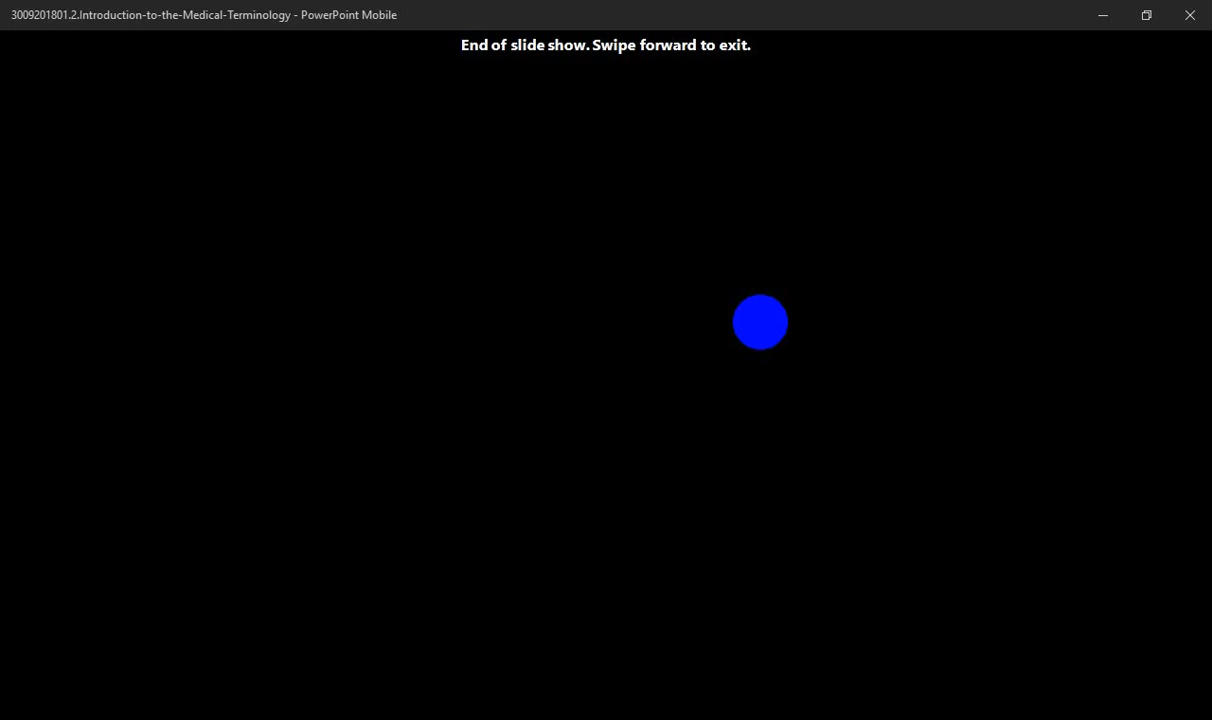 3009201801.2.Introduction-to-the-Medical-Terminology - PowerPoint Mobile
End of slide show. Swipe forward to exit.